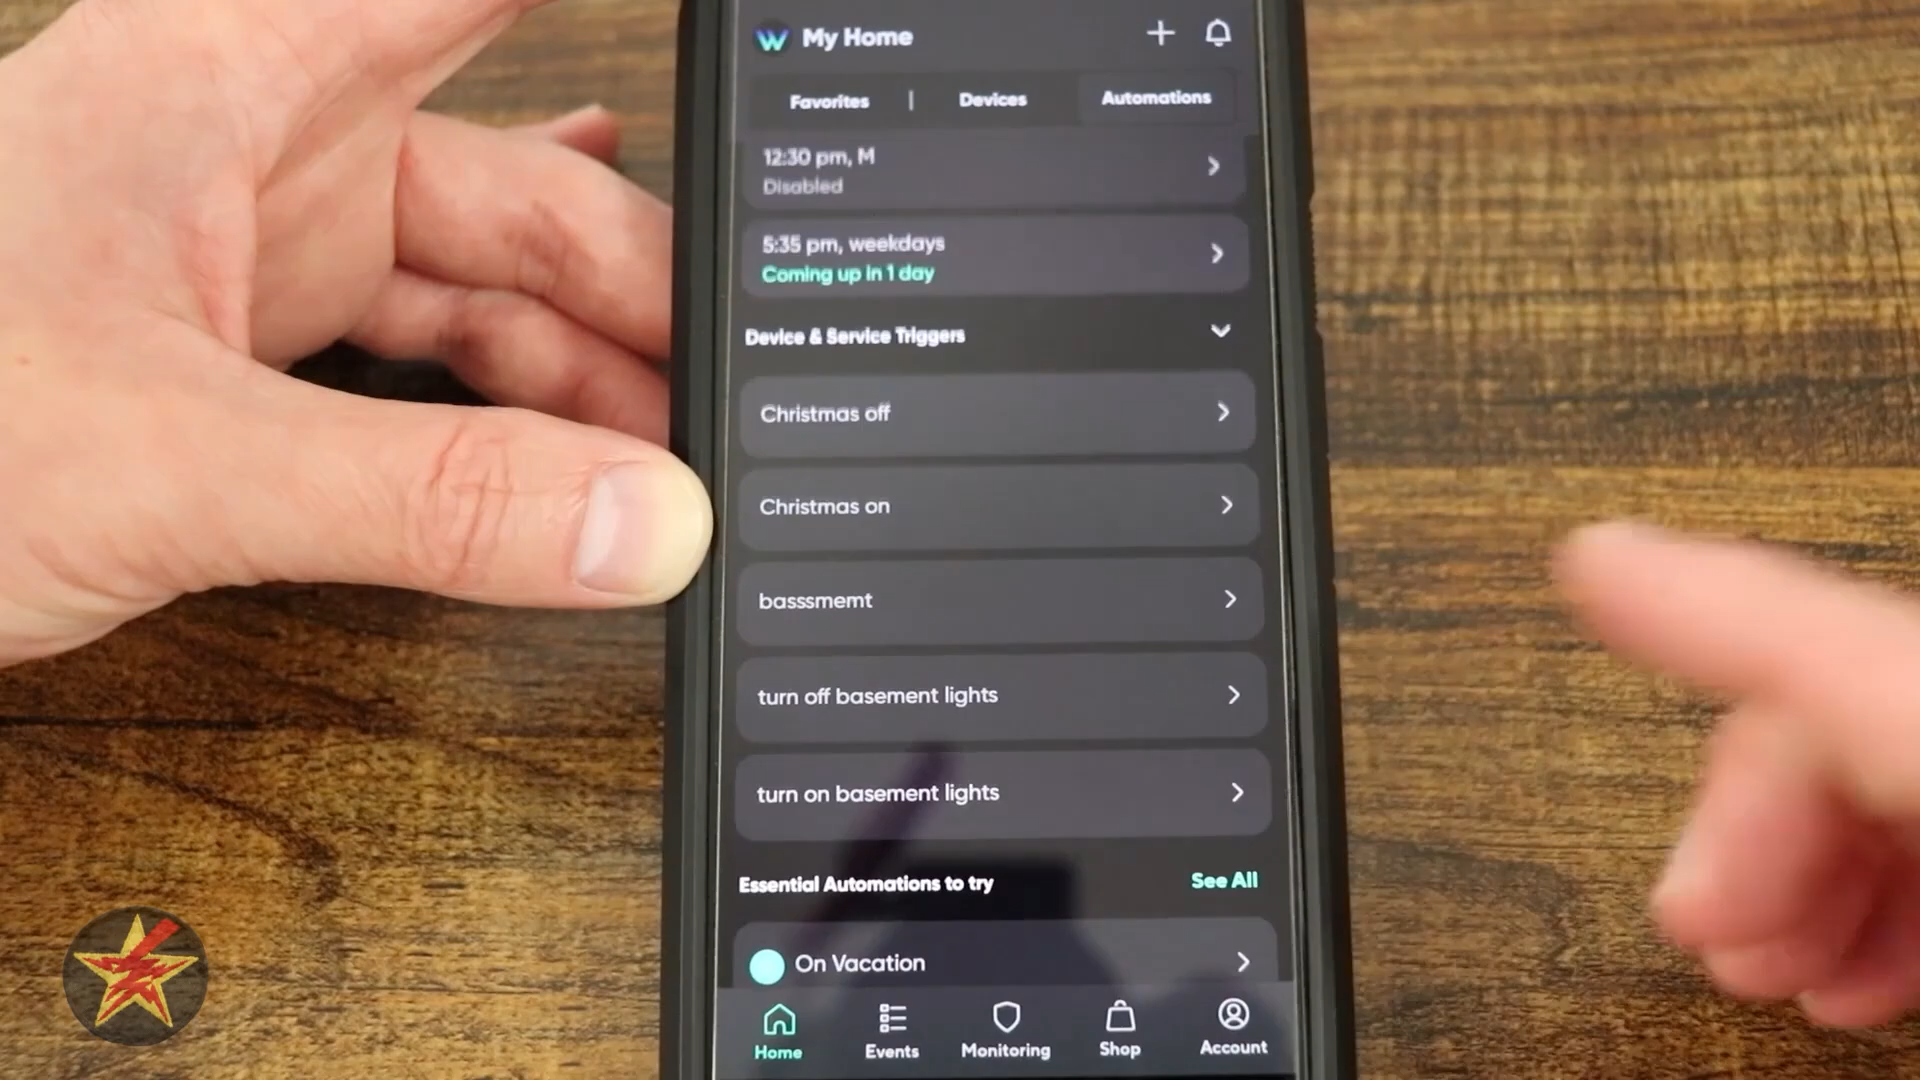 My Home
Favorites | Devices Automations
12:30 pm, M
Disabled
5:35 pm, weekdays
Coming up in 1 day
Device & Service Triggers
Christmas off
Christmas on
basssmemt
turn off basement lights
turn on basement lights
Essential Automations to try See All
On Vacation
Home Events Monitoring Shop Account